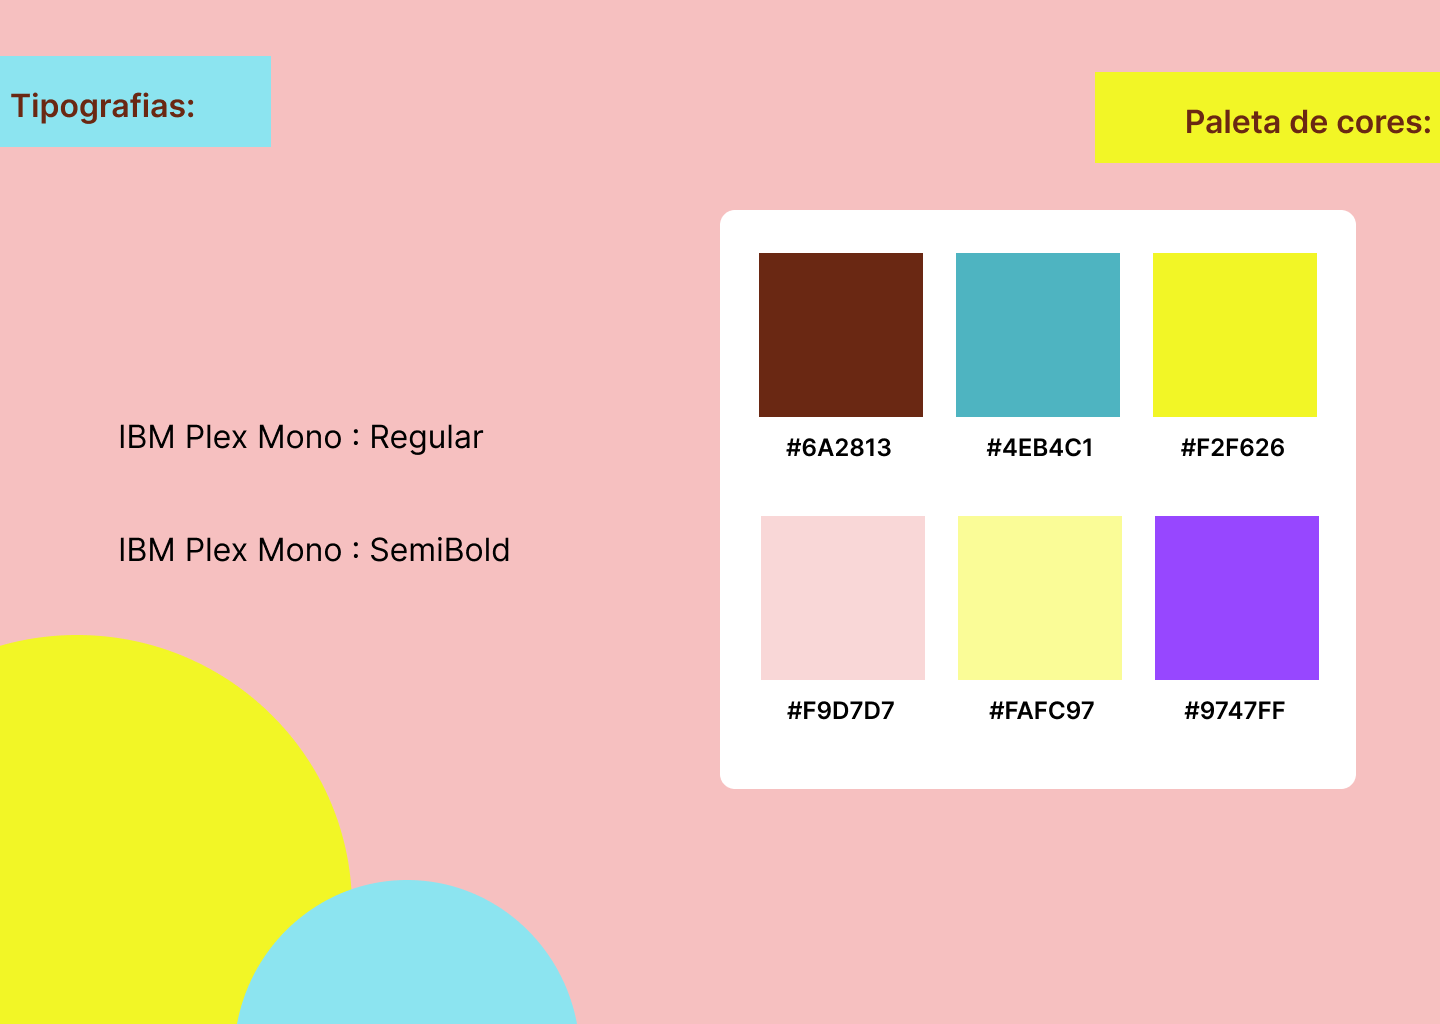 Tipografias:
Paleta de cores:
IBM Plex Mono : Regular
IBM Plex Mono : SemiBold
#6A2813
#4EB4C1
#F2F626
#F9D7D7
#FAFC97
#9747FF